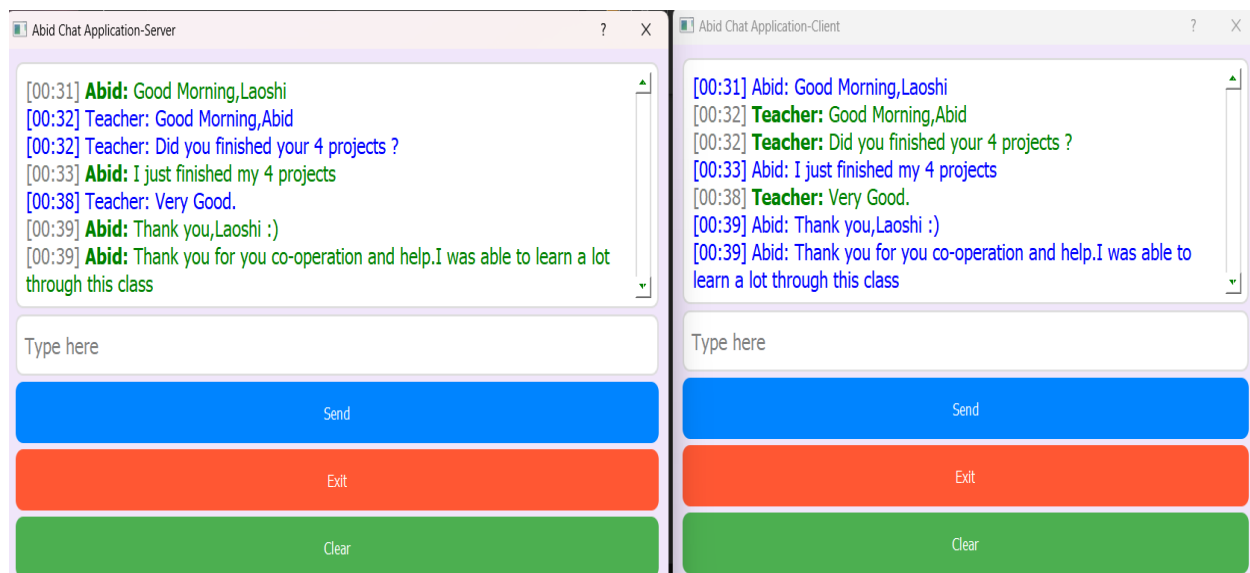 Abid Chat Application-Server
[00:31] Abid: Good Morning,Laoshi
[00:32] Teacher: Good Morning,Abid
[00:32] Teacher: Did you finished your 4 projects ?
[00:33] Abid: I just finished my 4 projects
[00:38] Teacher: Very Good.
[00:39] Abid: Thank you,Laoshi :)
[00:39] Abid: Thank you for you co-operation and help.I was able to learn a lot
through this class
Type here
Send
Exit
Clear
Abid Chat Application-Client
[00:31] Abid: Good Morning,Laoshi
[00:32] Teacher: Good Morning,Abid
[00:32] Teacher: Did you finished your 4 projects ?
[00:33] Abid: I just finished my 4 projects
[00:38] Teacher: Very Good.
[00:39] Abid: Thank you,Laoshi :)
[00:39] Abid: Thank you for you co-operation and help.I was able to
learn a lot through this class
Type here
Send
Exit
Clear